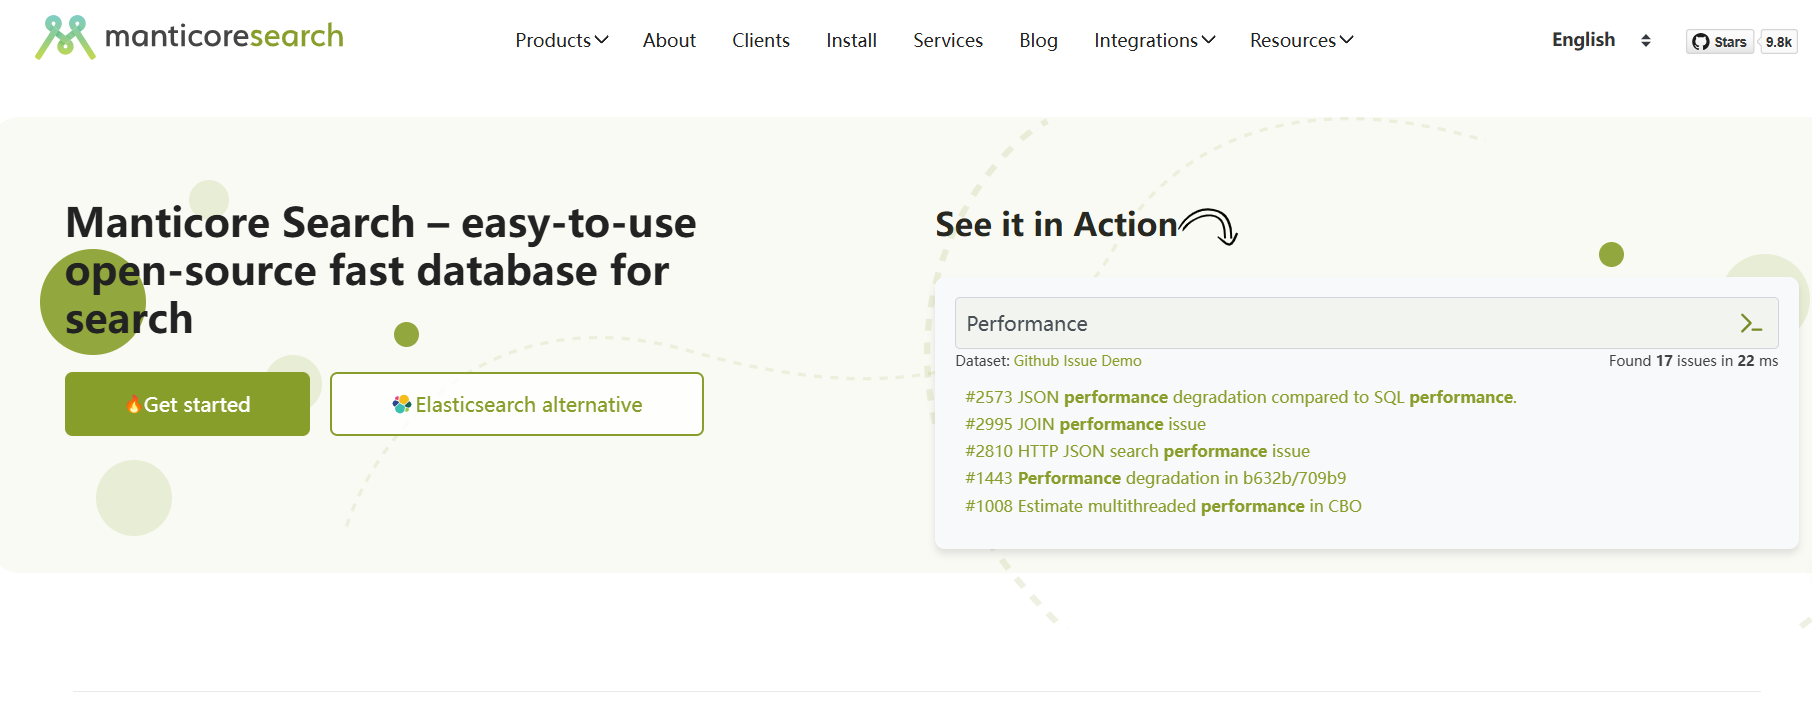 manticoresearch
Products About Clients Install Services Blog Integrations Resources English Stars 9.8k
Manticore Search – easy-to-use
open-source fast database for
search
Get started Elasticsearch alternative
See it in Action
Performance
Dataset: Github Issue Demo Found 17 issues in 22 ms
#2573 JSON performance degradation compared to SQL performance.
#2995 JOIN performance issue
#2810 HTTP JSON search performance issue
#1443 Performance degradation in b632b/709b9
#1008 Estimate multithreaded performance in CBO